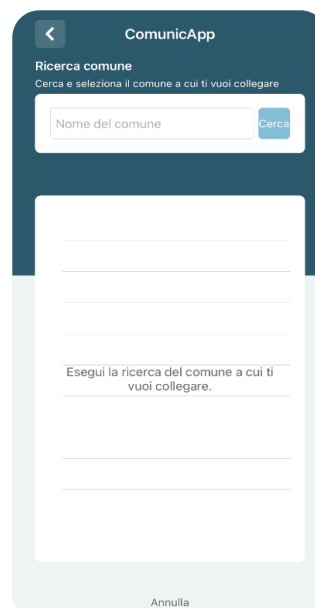 ComunicApp
Ricerca comune
Cerca e seleziona il comune a cui ti vuoi collegare
Nome del comune
Cerca
Esegui la ricerca del comune a cui ti
vuoi collegare.
Annulla